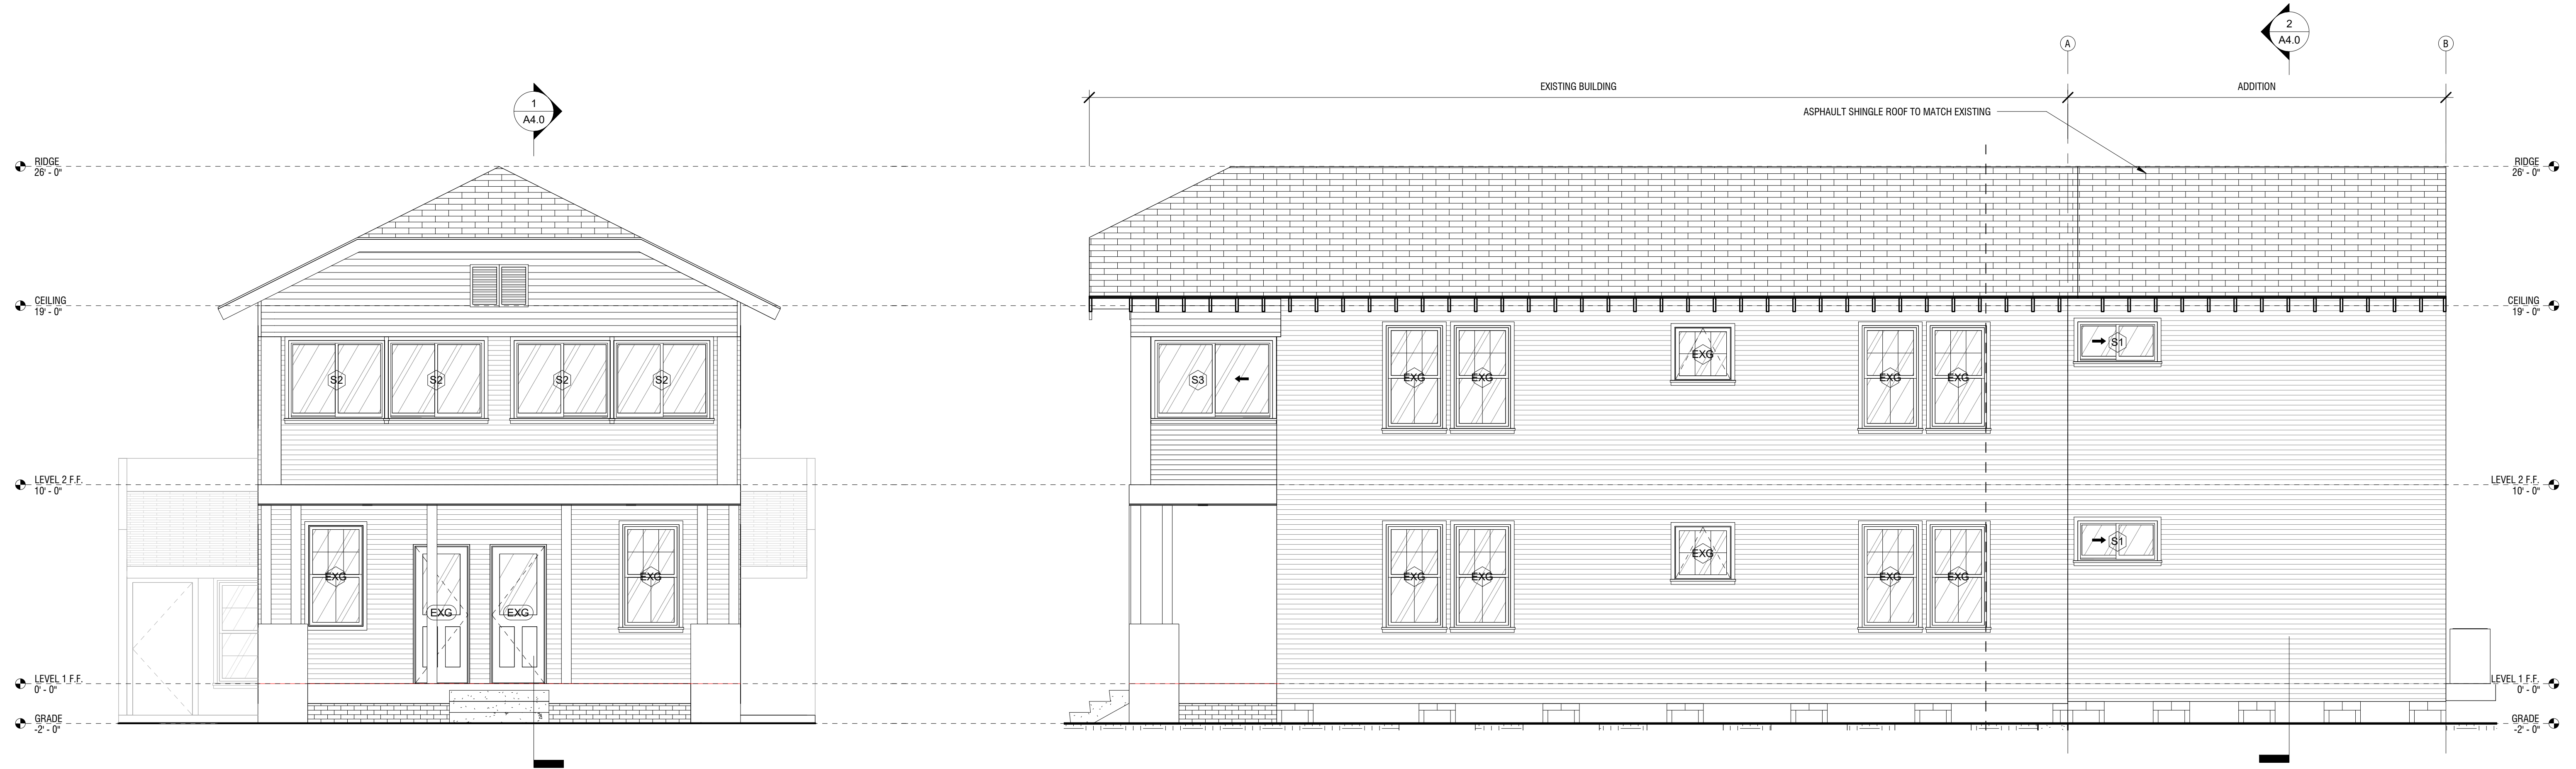 2
A4.0
A
B
EXISTING BUILDING
ADDITION
1
A4.0
ASPHAULT SHINGLE ROOF TO MATCH EXISTING
RIDGE
26' - 0"
RIDGE
26' - 0"
CEILING
19' - 0"
CEILING
19' - 0"
S2
S2
S2
S2
S3
EXG
EXG
EXG
EXG
EXG
S1
LEVEL 2 F.F.
10' - 0"
LEVEL 2 F.F.
10' - 0"
EXG
EXG
EXG
EXG
EXG
EXG
EXG
EXG
EXG
S1
LEVEL 1 F.F.
0' - 0"
LEVEL 1 F.F.
0' - 0"
GRADE
-2' - 0"
GRADE
-2' - 0"